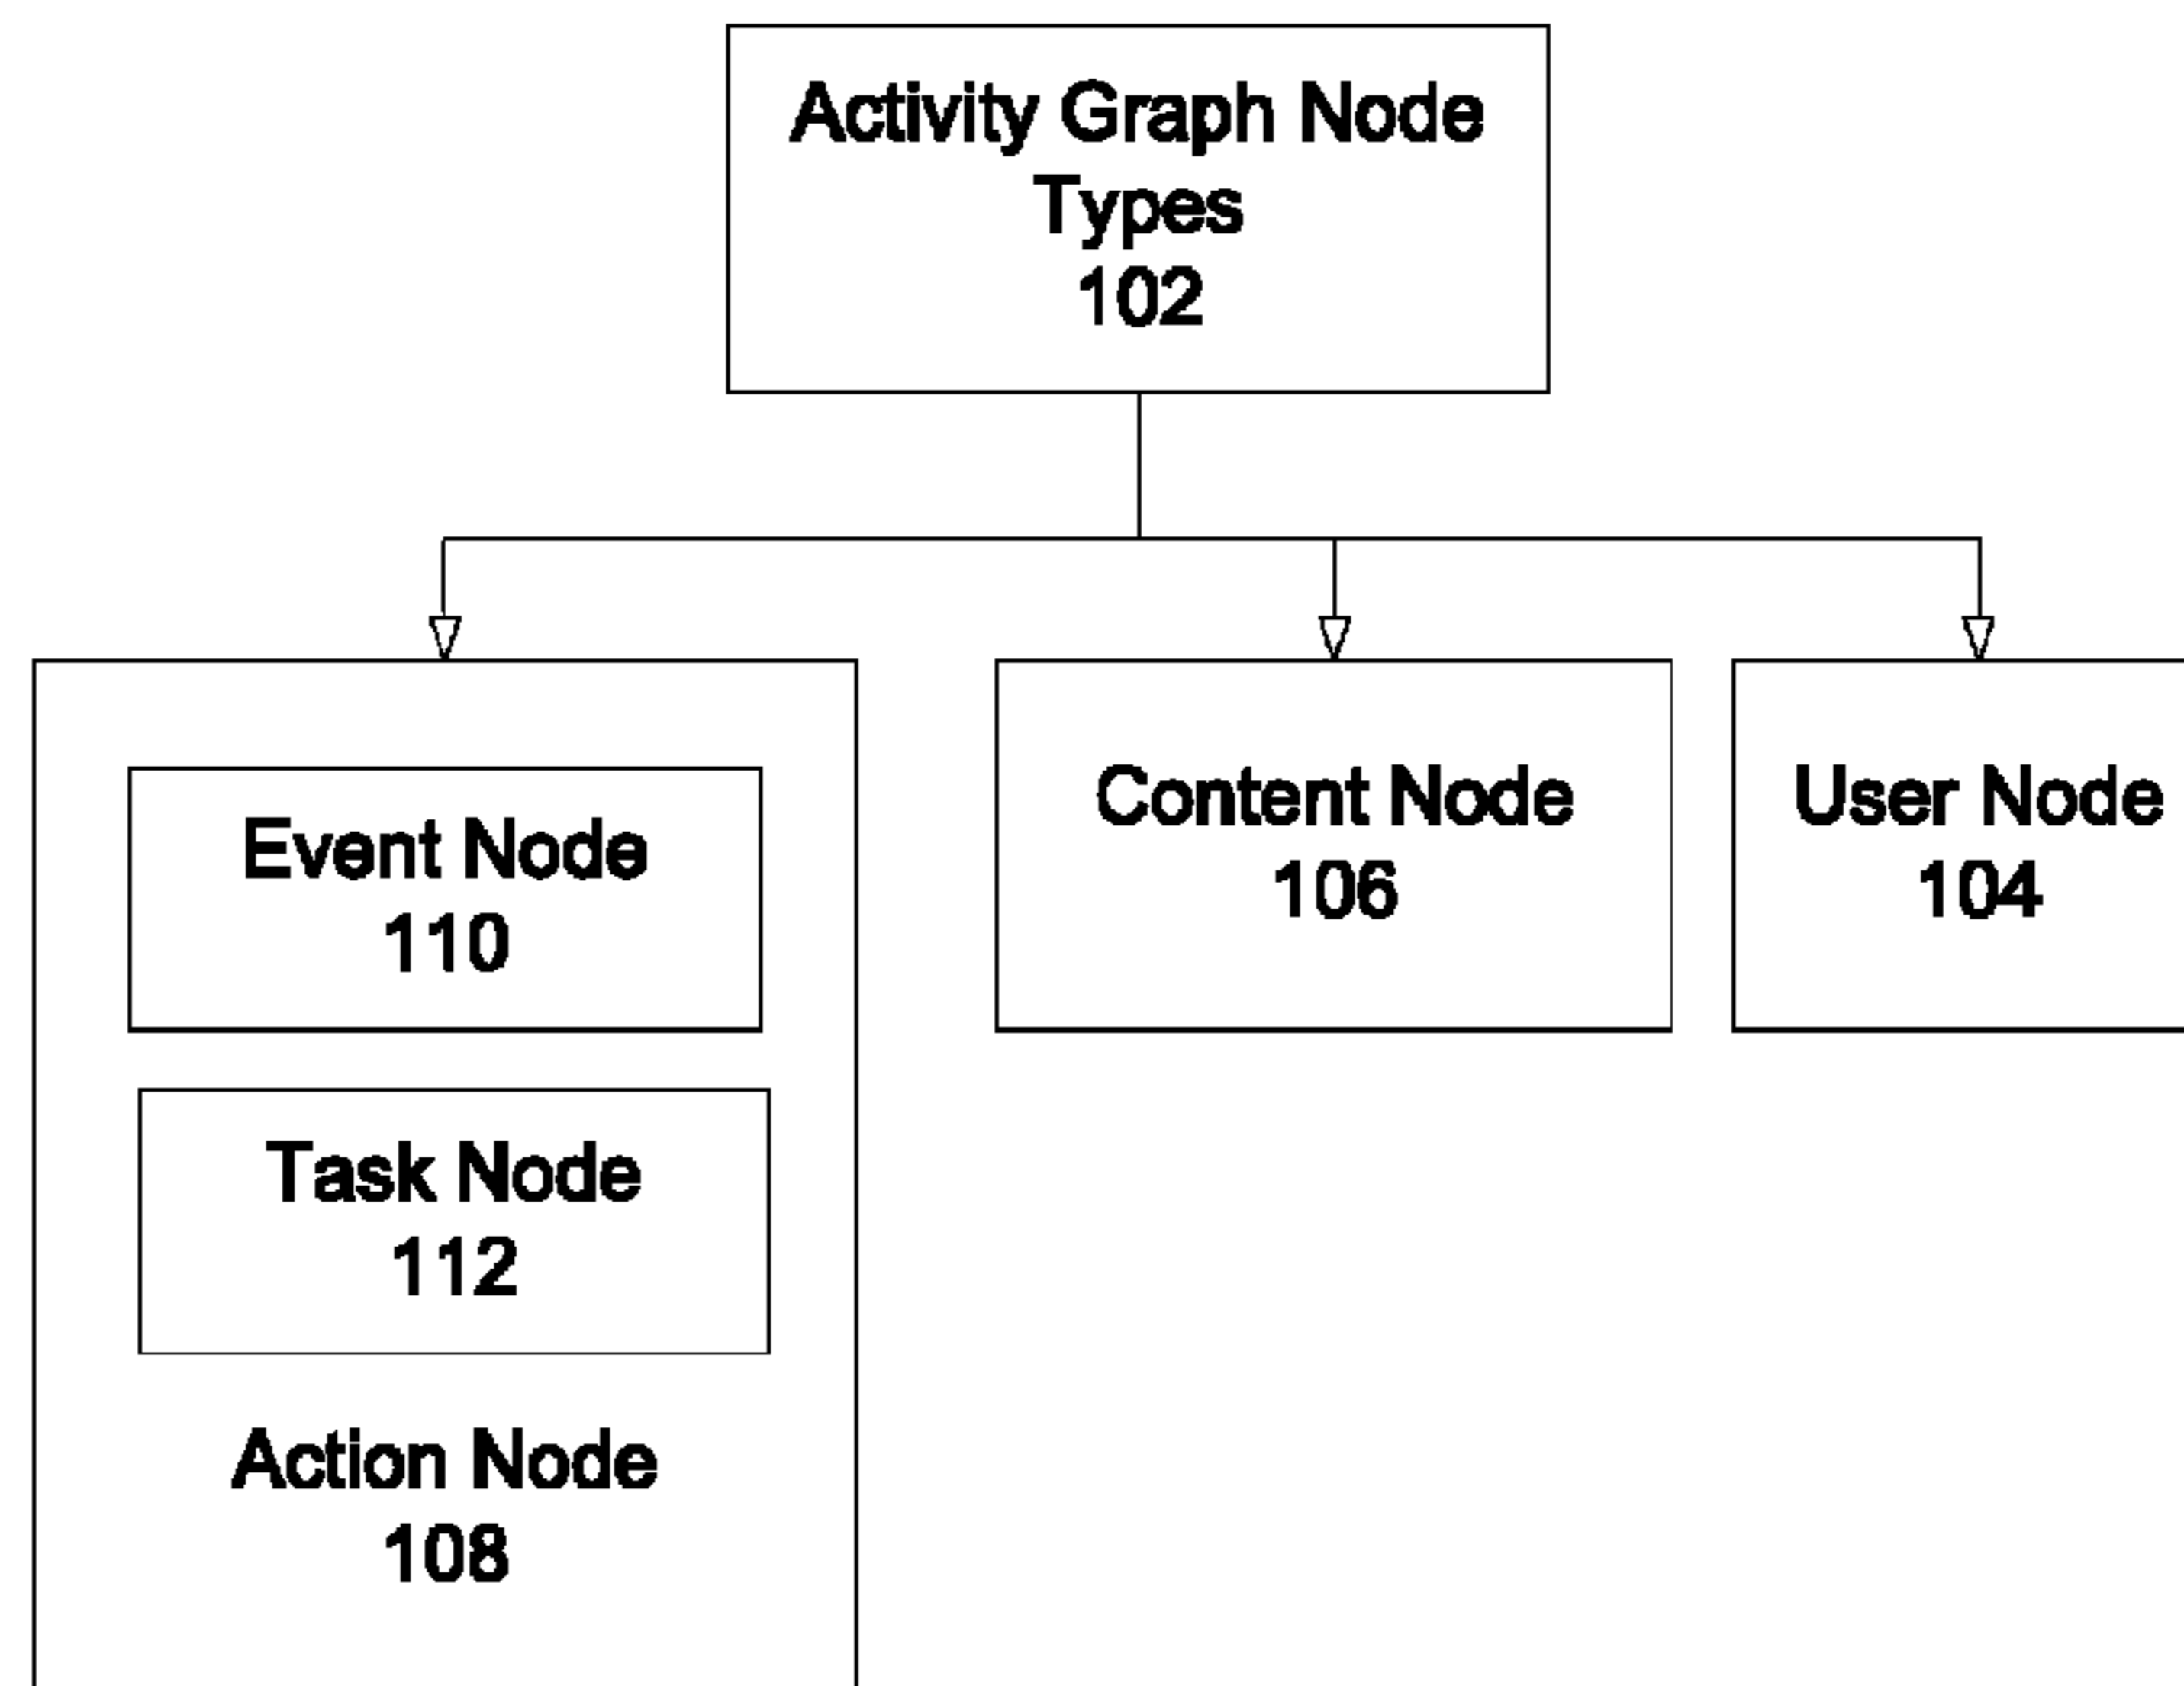 Activity Graph Node
Types
102
Event Node
110
Task Node
112
Action Node
108
Content Node
106
User Node
104